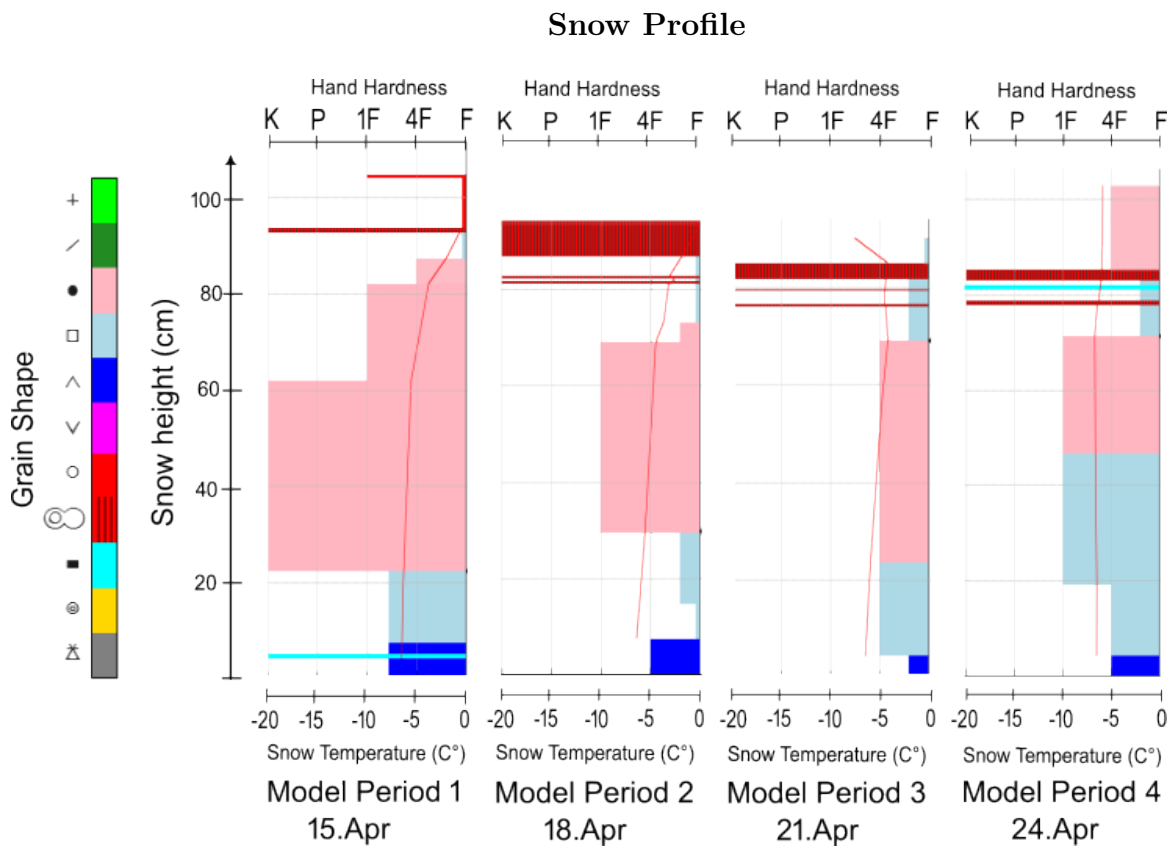 Snow Profile
Hand Hardness
K P 1F 4F F
Hand Hardness
K P 1F 4F F
Hand Hardness
K P 1F 4F F
Hand Hardness
K P 1F 4F F
Grain Shape
Snow height (cm)
100
80
60
40
20
-20 -15 -10 -5 0
Snow Temperature (C°)
Model Period 1
15.Apr
-20 -15 -10 -5 0
Snow Temperature (C°)
Model Period 2
18.Apr
-20 -15 -10 -5 0
Snow Temperature (C°)
Model Period 3
21.Apr
-20 -15 -10 -5 0
Snow Temperature (C°)
Model Period 4
24.Apr